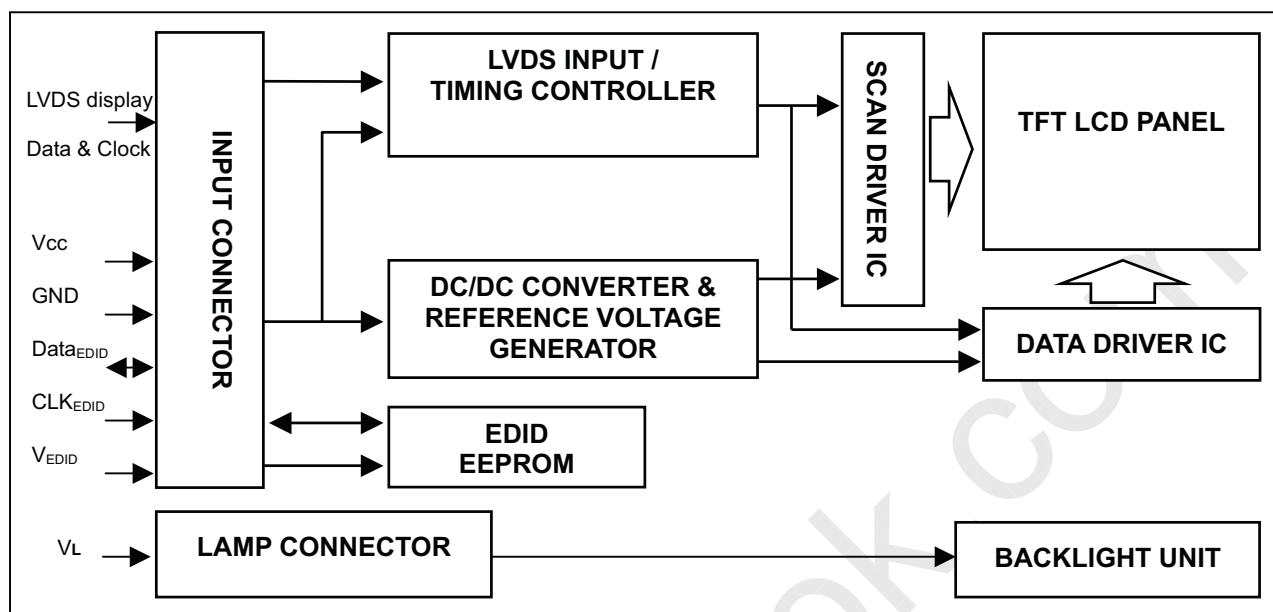 LVDS display
Data & Clock
Vcc
GND
DataEDID
CLKEDID
VEDID
VL
INPUT CONNECTOR
LVDS INPUT /
TIMING CONTROLLER
DC/DC CONVERTER &
REFERENCE VOLTAGE
GENERATOR
EDID
EEPROM
SCAN DRIVER IC
TFT LCD PANEL
DATA DRIVER IC
LAMP CONNECTOR
BACKLIGHT UNIT